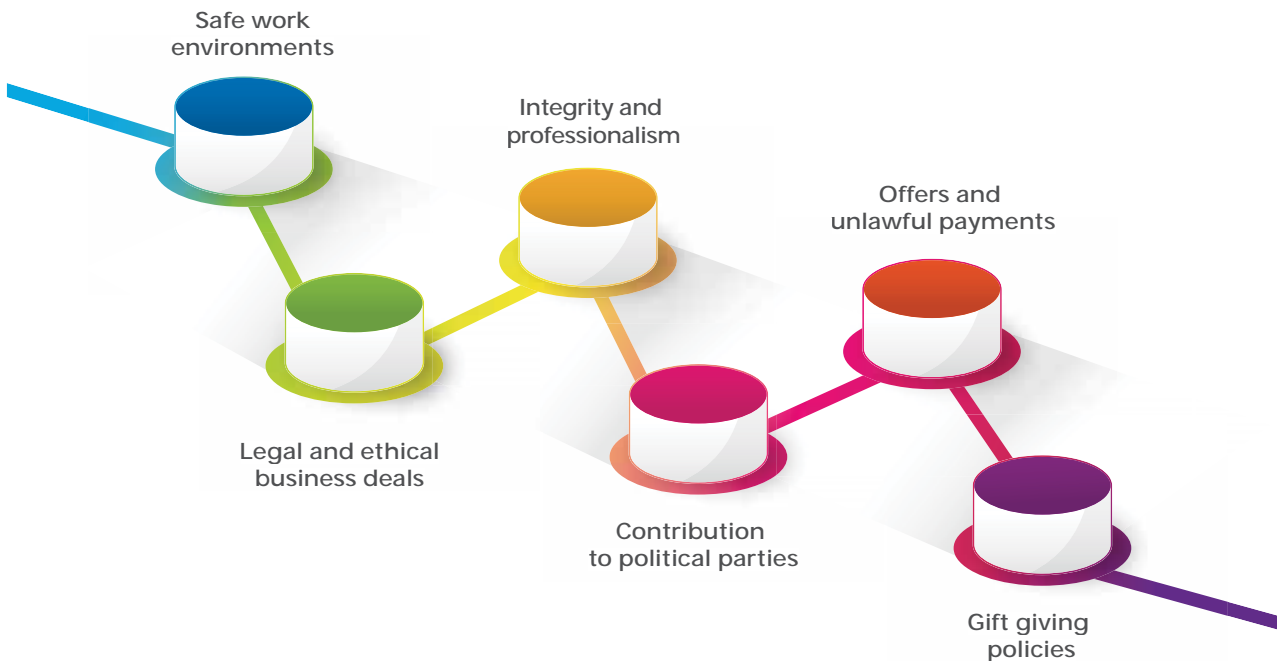 Safe work
environments
Integrity and
professionalism
Offers and
unlawful payments
Legal and ethical
business deals
Contribution
to political parties
Gift giving
policies